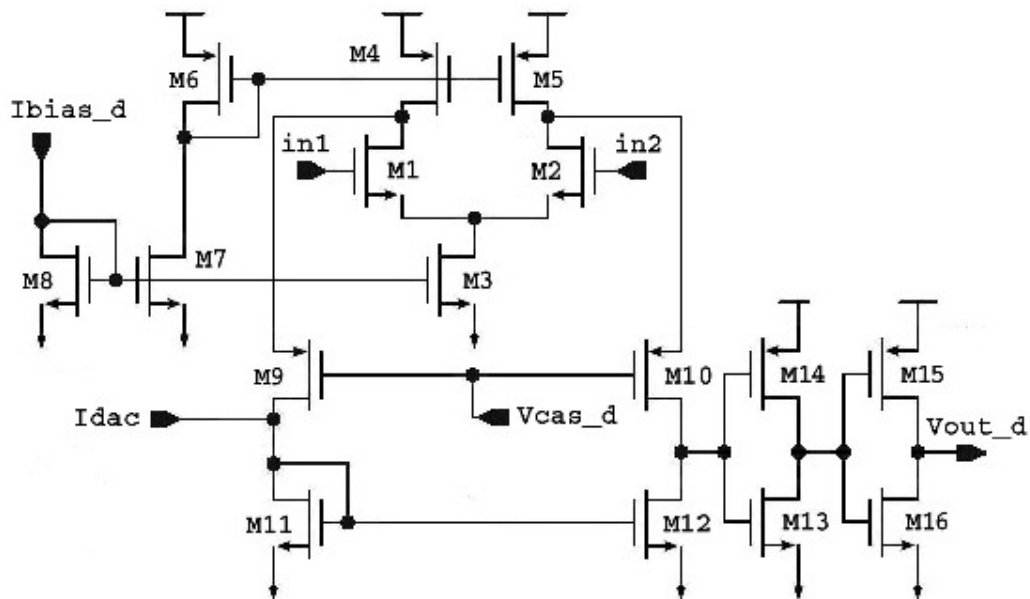 M4
M6
M5
Ibias_d
in1
in2
M1
M2
M8
M7
M3
M9
M10
M14
M15
Idac
Vcas_d
Vout_d
M11
M12
M13
M16